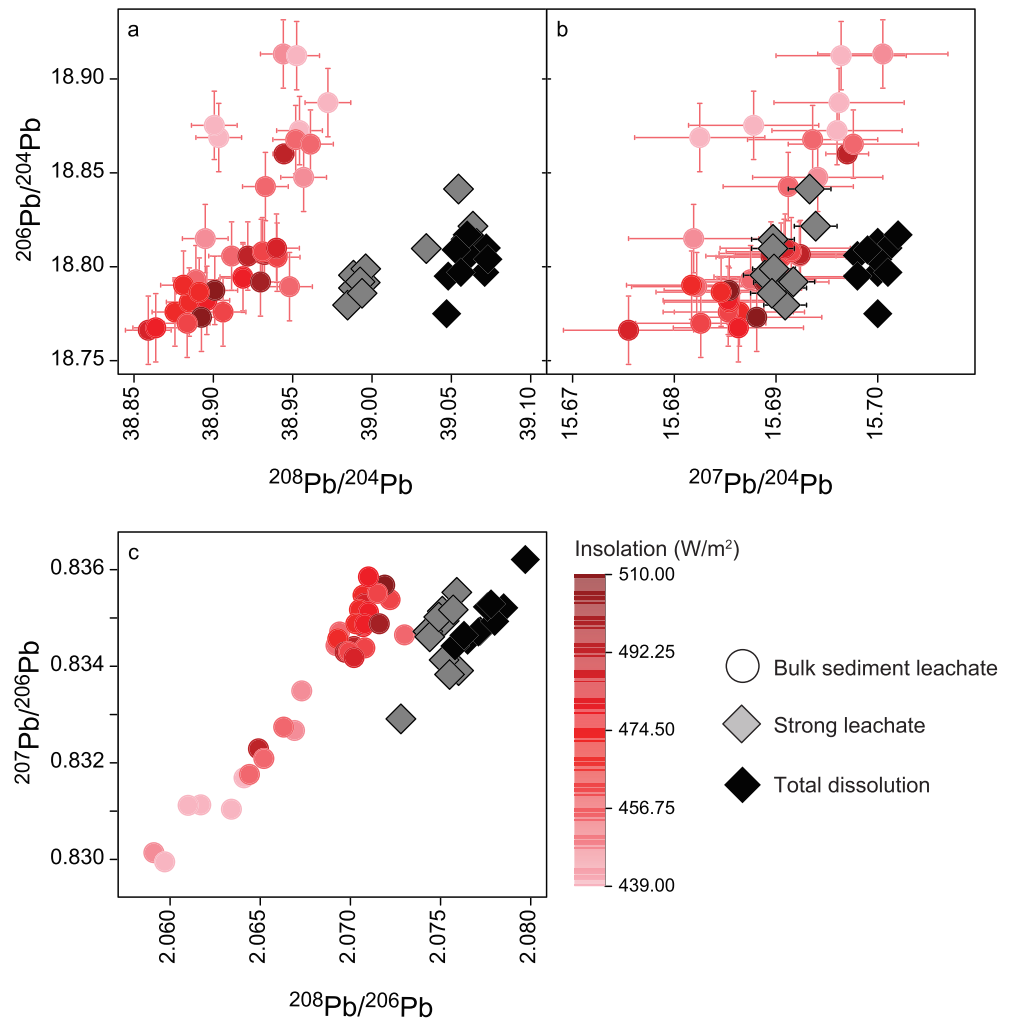 a
b
18.90
18.85
18.80
18.75
206Pb/204Pb
38.85
38.90
38.95
39.00
39.05
39.10
15.67
15.68
15.69
15.70
208Pb/204Pb
207Pb/204Pb
c
0.836
0.834
0.832
0.830
207Pb/206Pb
2.060
2.065
2.070
2.075
2.080
208Pb/206Pb
Insolation (W/m2)
510.00
492.25
474.50
456.75
439.00
Bulk sediment leachate
Strong leachate
Total dissolution